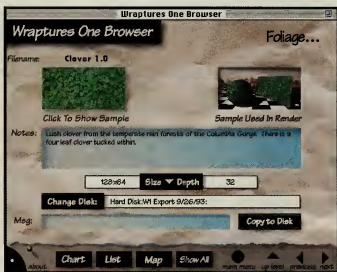 Wraptures One Browser
Wraptures One Browser
Foliage...
Filename: Clover 1.0
Click To Show Sample
Sample Used In Render
Notes: Lush clover from the temperate rain forests of the Columbia Gorge. There is a
four leaf clover tucked within.
128x64 Size Depth 32
Change Disk: Hard Disk:W1 Export 9/26/93:
Msg: Copy to Disk
about Chart List Map Show All main menu up level previous next